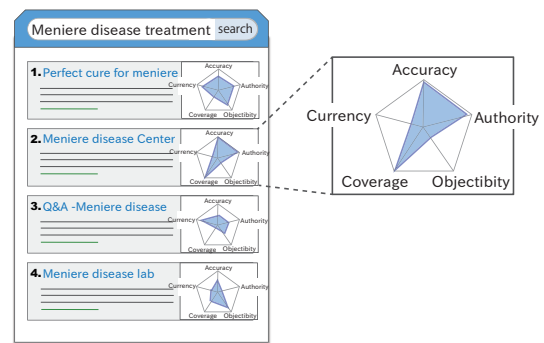 Meniere disease treatment search
1. Perfect cure for meniere
Accuracy
Currency
Authority
Coverage
Objectibity
2. Meniere disease Center
Accuracy
Currency
Authority
Coverage
Objectibity
3. Q&A -Meniere disease
Accuracy
Currency
Authority
Coverage
Objectibity
4. Meniere disease lab
Accuracy
Currency
Authority
Coverage
Objectibity
Accuracy
Currency
Authority
Coverage
Objectibity